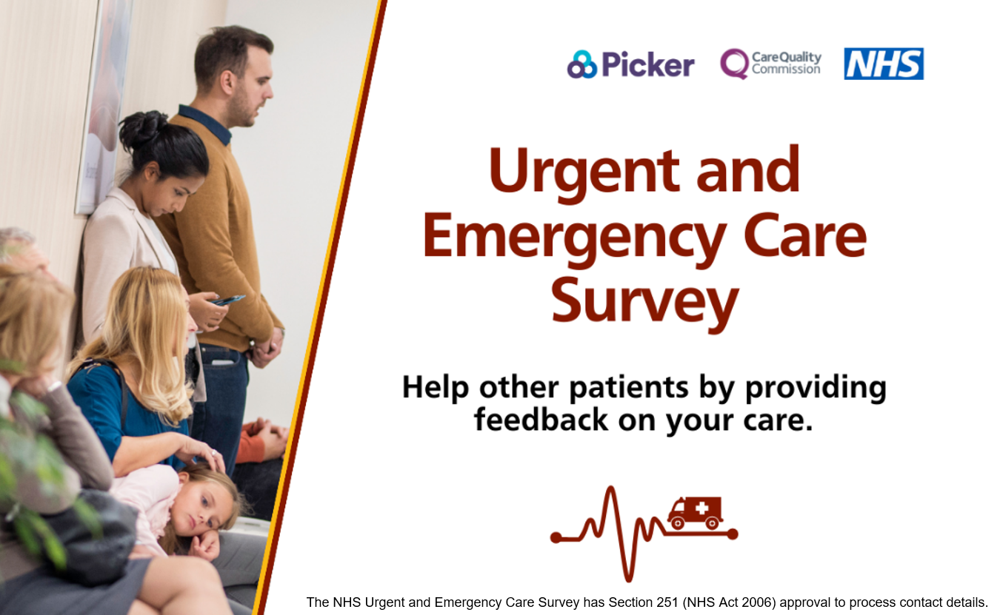 Picker
CareQuality
Commission
NHS
Urgent and
Emergency Care
Survey
Help other patients by providing
feedback on your care.
The NHS Urgent and Emergency Care Survey has Section 251 (NHS Act 2006) approval to process contact details.